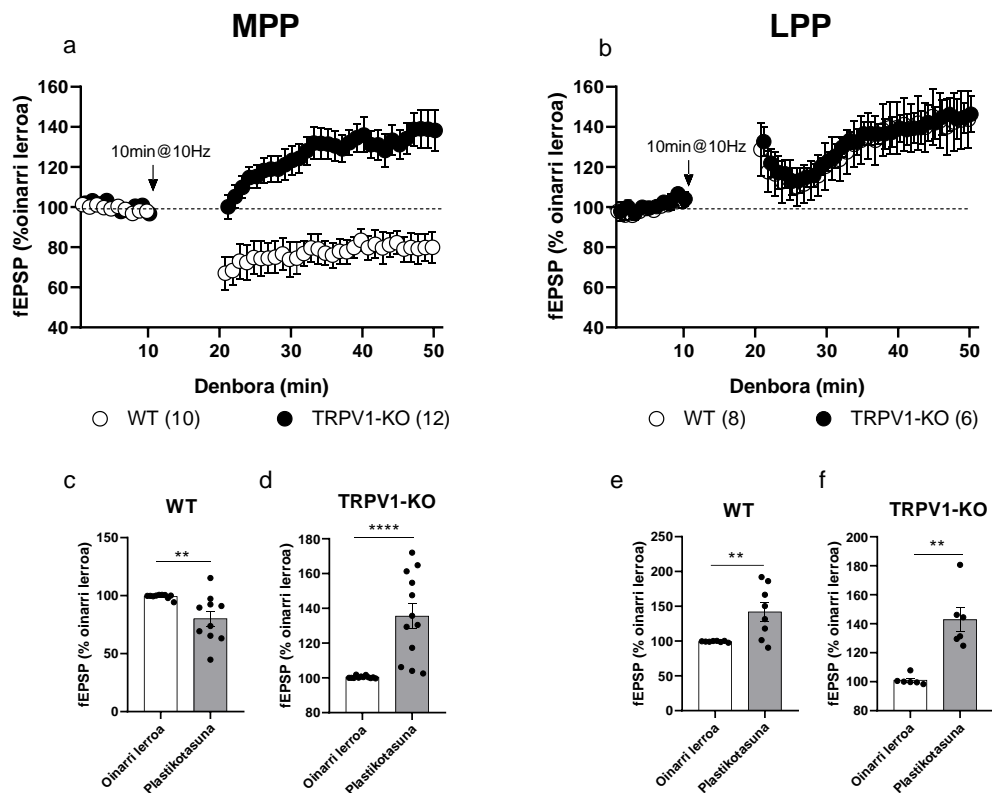 MPP
LPP
a
fEPSP (%oinarri lerroa)
160
140
120
100
80
60
40
10min@10Hz
10
20
30
40
50
Denbora (min)
WT (10)
TRPV1-KO (12)
b
fEPSP (% oinarri lerroa)
160
140
120
100
80
60
40
10min@10Hz
10
20
30
40
50
Denbora (min)
WT (8)
TRPV1-KO (6)
c
WT
fEPSP (% oinarri lerroa)
150
100
50
0
**
Oinarri lerroa
Plastikotasuna
d
TRPV1-KO
fEPSP (% oinarri lerroa)
180
160
140
120
100
80
****
Oinarri lerroa
Plastikotasuna
e
WT
fEPSP (% oinarri lerroa)
250
200
150
100
50
0
**
Oinarri lerroa
Plastikotasuna
f
TRPV1-KO
fEPSP (% oinarri lerroa)
200
180
160
140
120
100
80
**
Oinarri lerroa
Plastikotasuna